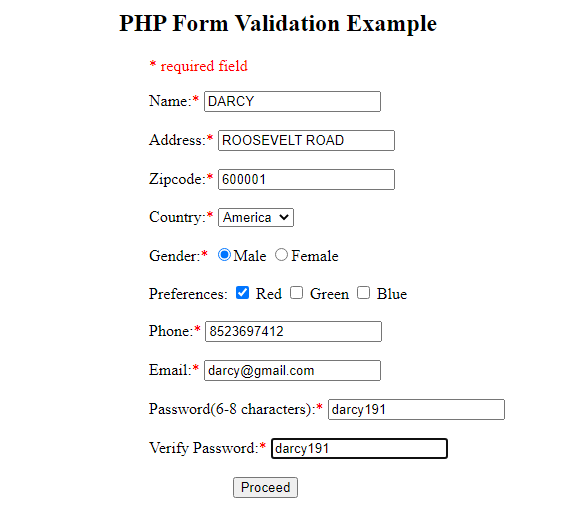 PHP Form Validation Example
* required field
Name:* DARCY
Address:* ROOSEVELT ROAD
Zipcode:* 600001
Country:* America
Gender:* Male Female
Preferences: Red Green Blue
Phone:* 8523697412
Email:* darcy@gmail.com
Password(6-8 characters):* darcy191
Verify Password:* darcy191
Proceed